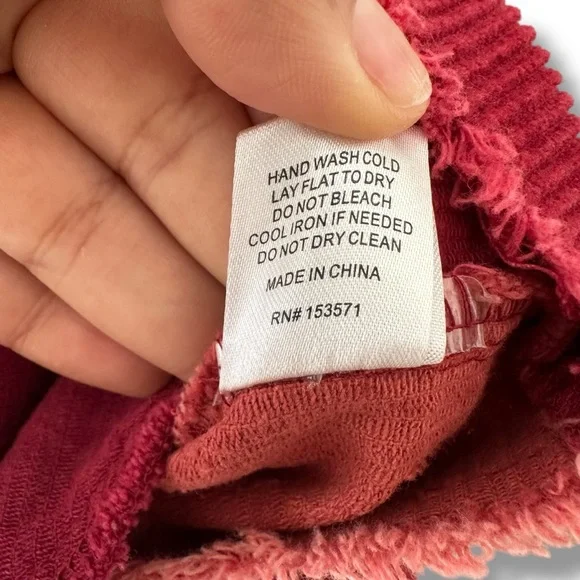 HAND WASH COLD
LAY FLAT TO DRY
DO NOT BLEACH
COOL IRON IF NEEDED
DO NOT DRY CLEAN
MADE IN CHINA
RN# 153571